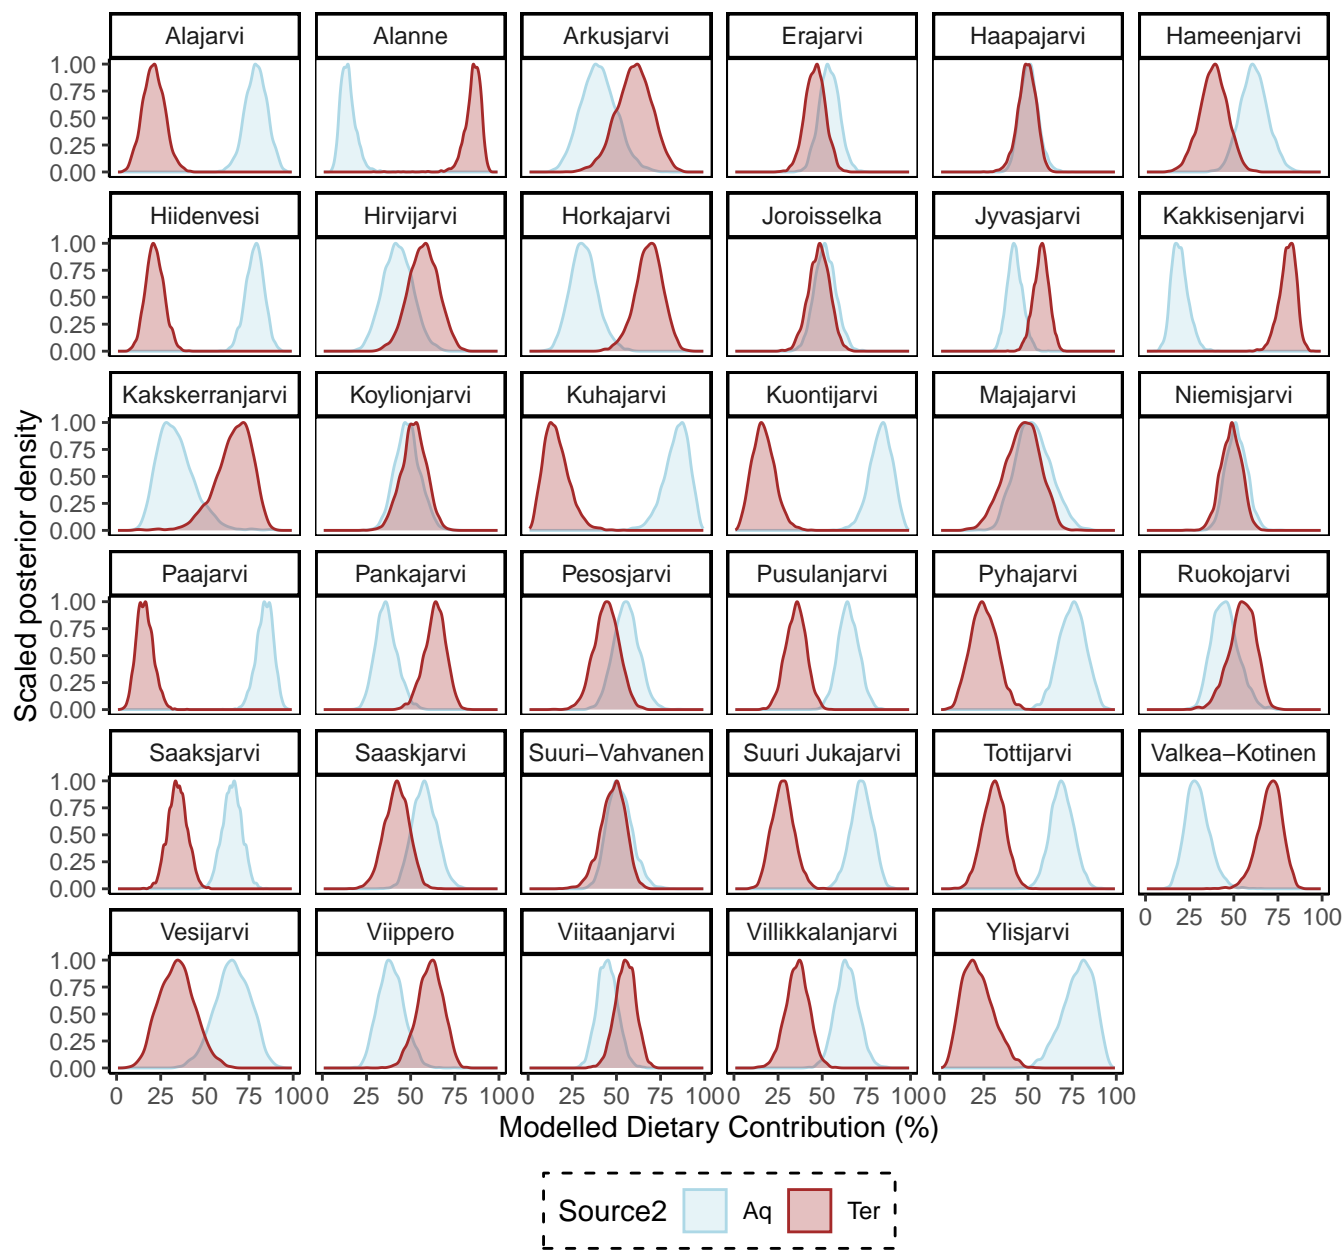 Alajarvi Alanne Arkusjarvi Erajarvi Haapajarvi Hameenjarvi
1.00
0.75
0.50
0.25
0.00
Hiidenvesi Hirvijarvi Horkajarvi Joroisselka Jyvasjarvi Kakkisenjarvi
1.00
0.75
0.50
0.25
0.00
Kakskerranjarvi Koylionjarvi Kuhajarvi Kuontijarvi Majajarvi Niemisjarvi
1.00
0.75
0.50
0.25
0.00
Scaled posterior density
Paajarvi Pankajarvi Pesosjarvi Pusulanjarvi Pyhajarvi Ruokojarvi
1.00
0.75
0.50
0.25
0.00
Saaksjarvi Saaskjarvi Suuri−Vahvanen Suuri Jukajarvi Tottijarvi Valkea−Kotinen
1.00
0.75
0.50
0.25
0.00
0 25 50 75 100
Vesijarvi Viippero Viitaanjarvi Villikkalanjarvi Ylisjarvi
1.00
0.75
0.50
0.25
0.00
0 25 50 75 100 0 25 50 75 100 0 25 50 75 100 0 25 50 75 100 0 25 50 75 100
Modelled Dietary Contribution (%)
Source2 Aq Ter